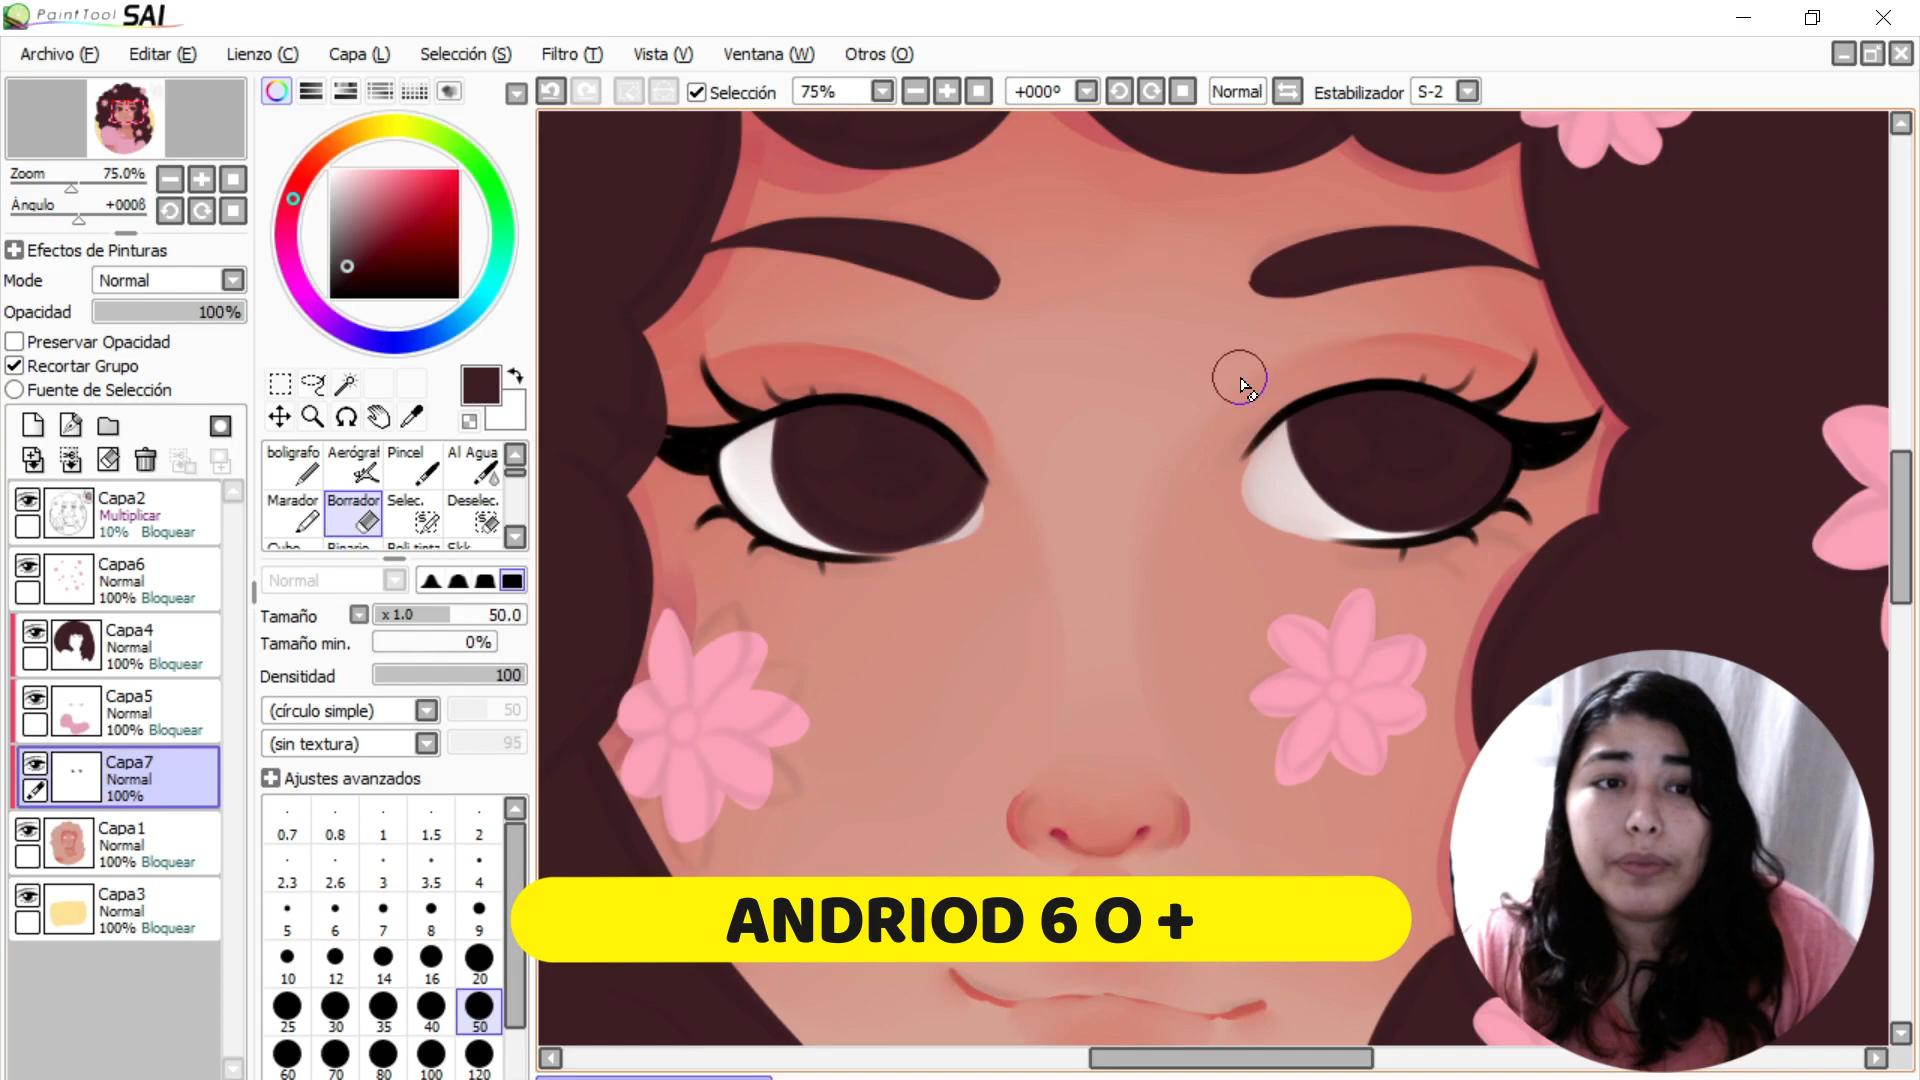 PaintTool SAI
Archivo (F) Editar (E) Lienzo (C) Capa (L) Selección (S) Filtro (T) Vista (V) Ventana (W) Otros (O)
Selección 75% +000º Normal Estabilizador S-2
Zoom 75.0%
Ángulo +0008
Efectos de Pinturas
Mode Normal
Opacidad 100%
Preservar Opacidad
Recortar Grupo
Fuente de Selección
Capa2
Multiplicar
10% Bloquear
Capa6
Normal
100% Bloquear
Capa4
Normal
100% Bloquear
Capa5
Normal
100% Bloquear
Capa7
Normal
100%
Capa1
Normal
100% Bloquear
Capa3
Normal
100% Bloquear
boligrafo Aerógraf Pincel Al Agua
Marador Borrador Selec. Deselec.
Normal
Tamaño x 1.0 50.0
Tamaño min. 0%
Densitidad 100
(círculo simple) 50
(sin textura) 95
Ajustes avanzados
0.7 0.8 1 1.5 2
2.3 2.6 3 3.5 4
5 6 7 8 9
10 12 14 16 20
25 30 35 40 50
60 70 80 100 120
ANDRIOD 6 O +